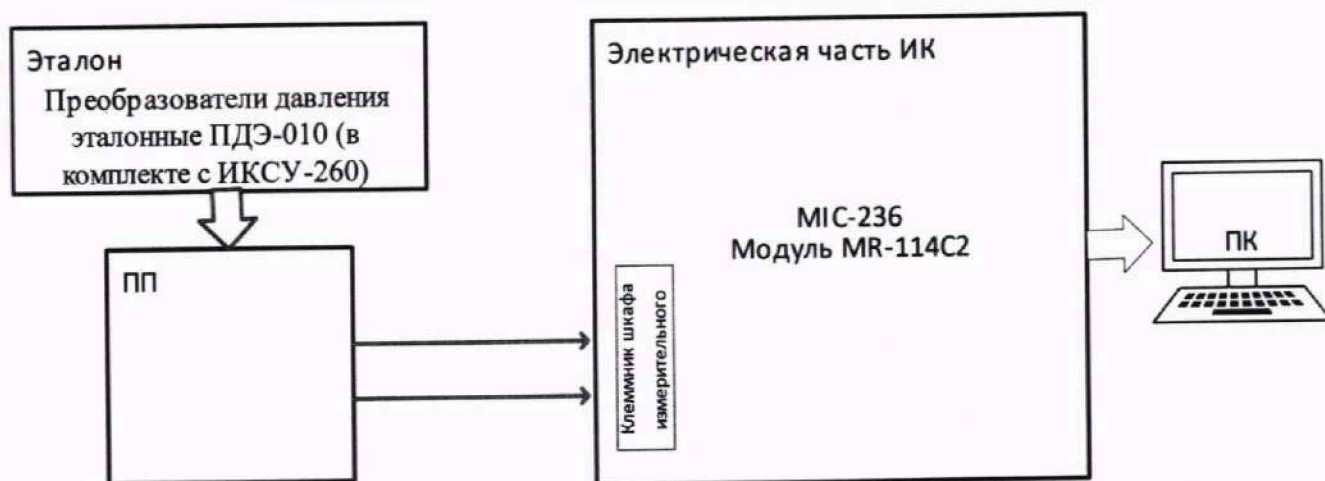 Эталон
Преобразователи давления
эталонные ПДЭ-010 (в
комплекте с ИКСУ-260)
ПП
Электрическая часть ИК
MIC-236
Модуль MR-114C2
Клеммник шкафа
измерительного
ПК